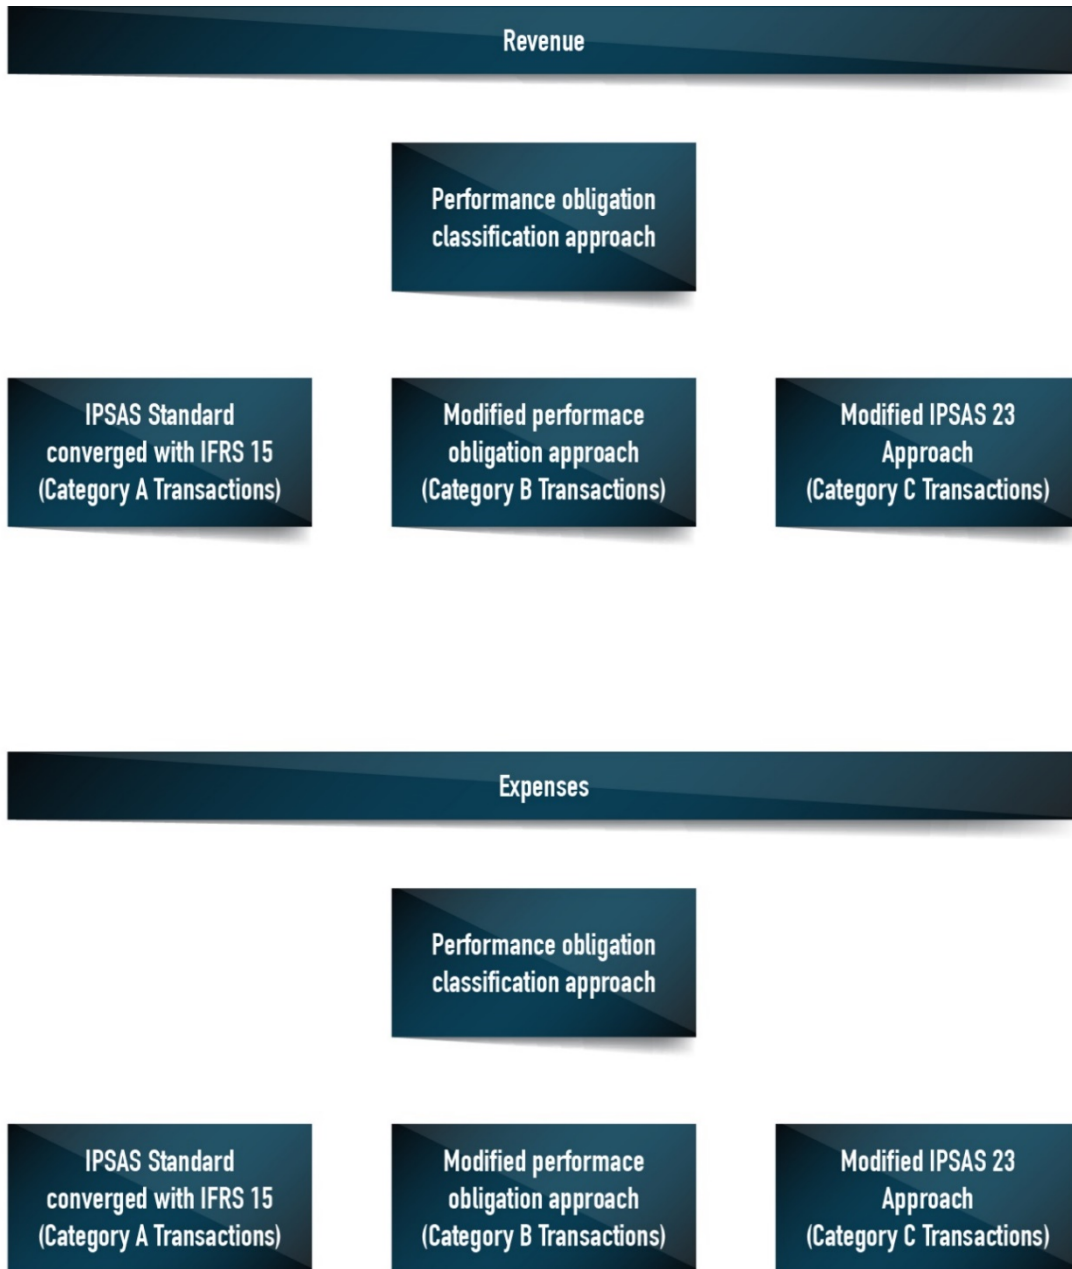 Revenue
Performance obligation
classification approach
IPSAS Standard
converged with IFRS 15
(Category A Transactions)
Modified performace
obligation approach
(Category B Transactions)
Modified IPSAS 23
Approach
(Category C Transactions)
Expenses
Performance obligation
classification approach
IPSAS Standard
converged with IFRS 15
(Category A Transactions)
Modified performace
obligation approach
(Category B Transactions)
Modified IPSAS 23
Approach
(Category C Transactions)